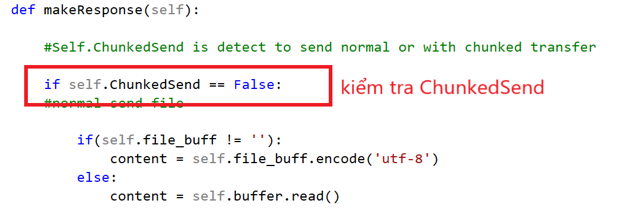 def makeResponse(self):
#Self.ChunkedSend is detect to send normal or with chunked transfer
if self.ChunkedSend == False:
kiểm tra ChunkedSend
#normal send file
if(self.file_buff != ''):
content = self.file_buff.encode('utf-8')
else:
content = self.buffer.read()